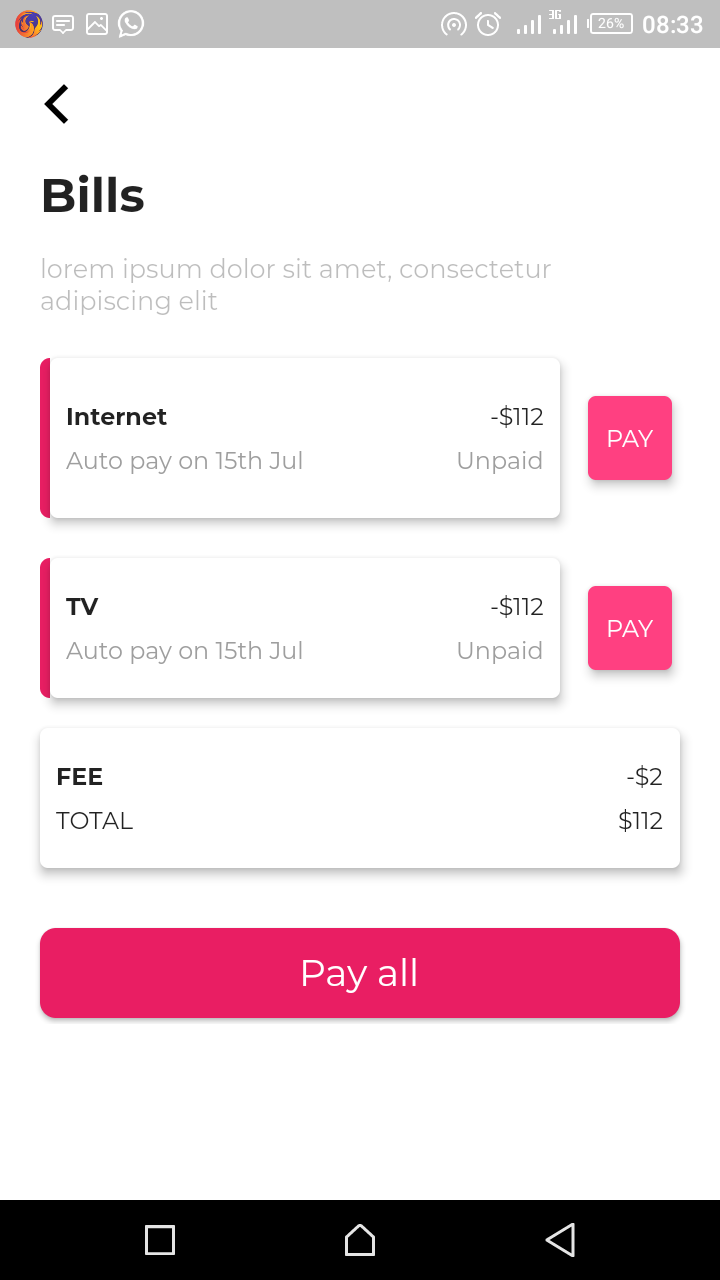 3G 26% 08:33
Bills
lorem ipsum dolor sit amet, consectetur
adipiscing elit
Internet -$112
Auto pay on 15th Jul Unpaid
PAY
TV -$112
Auto pay on 15th Jul Unpaid
PAY
FEE -$2
TOTAL $112
Pay all